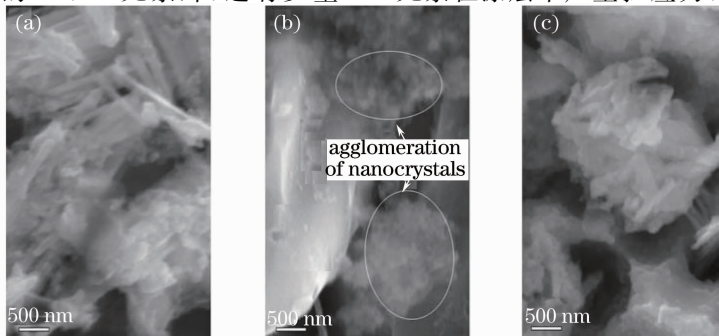 (a)
(b)
(c)
agglomeration
of nanocrystals
500 nm
500 nm
500 nm